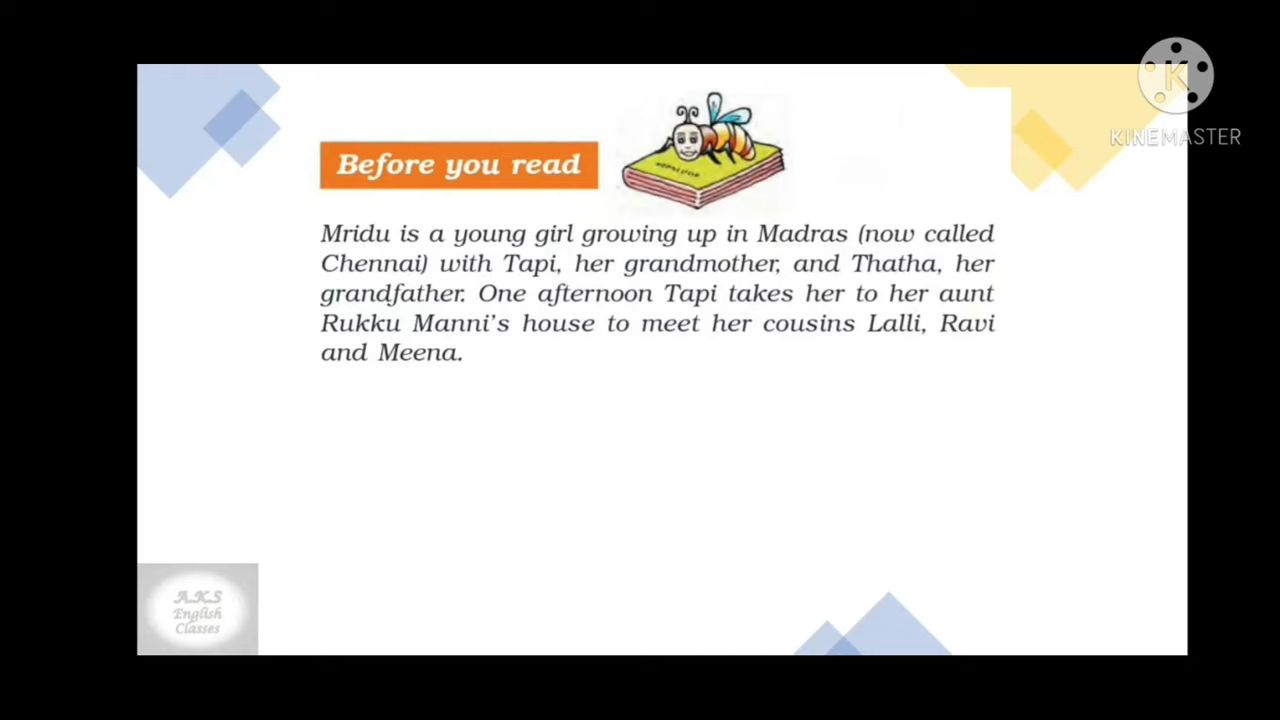 KINEMASTER
Before you read
Mridu is a young girl growing up in Madras (now called
Chennai) with Tapi, her grandmother, and Thatha, her
grandfather. One afternoon Tapi takes her to her aunt
Rukku Manni's house to meet her cousins Lalli, Ravi
and Meena.
A.K.S
English
Classes